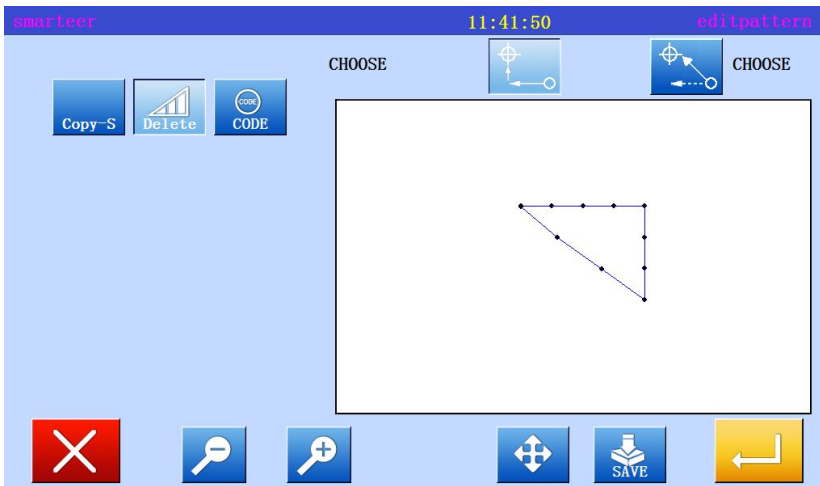 smarteer 11:41:50 editpattern
CHOOSE CHOOSE
Copy-S Delete CODE CODE
SAVE